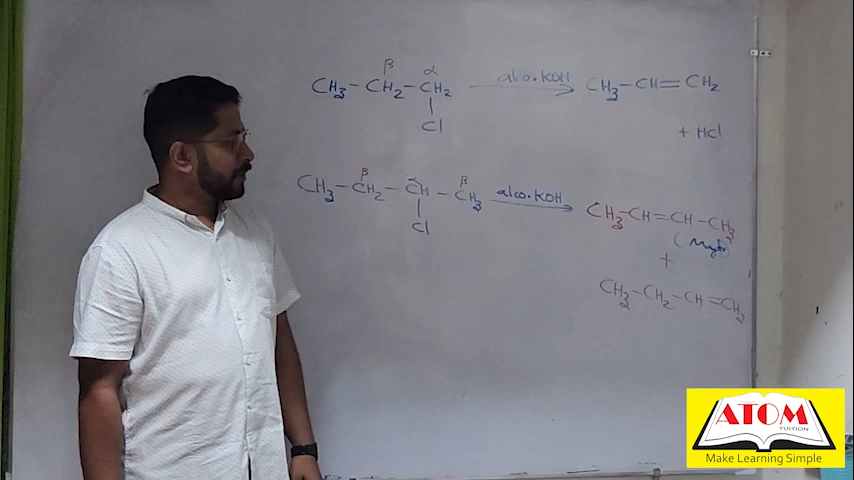 β α
CH3-CH2-CH2 alco.KOH CH3-CH=CH2
Cl
+ HCl
β α β
CH3-CH2-CH-CH3 alco.KOH CH3-CH=CH-CH3
Cl
+
CH3-CH2-CH=CH2
ATOM
TUITION
Make Learning Simple